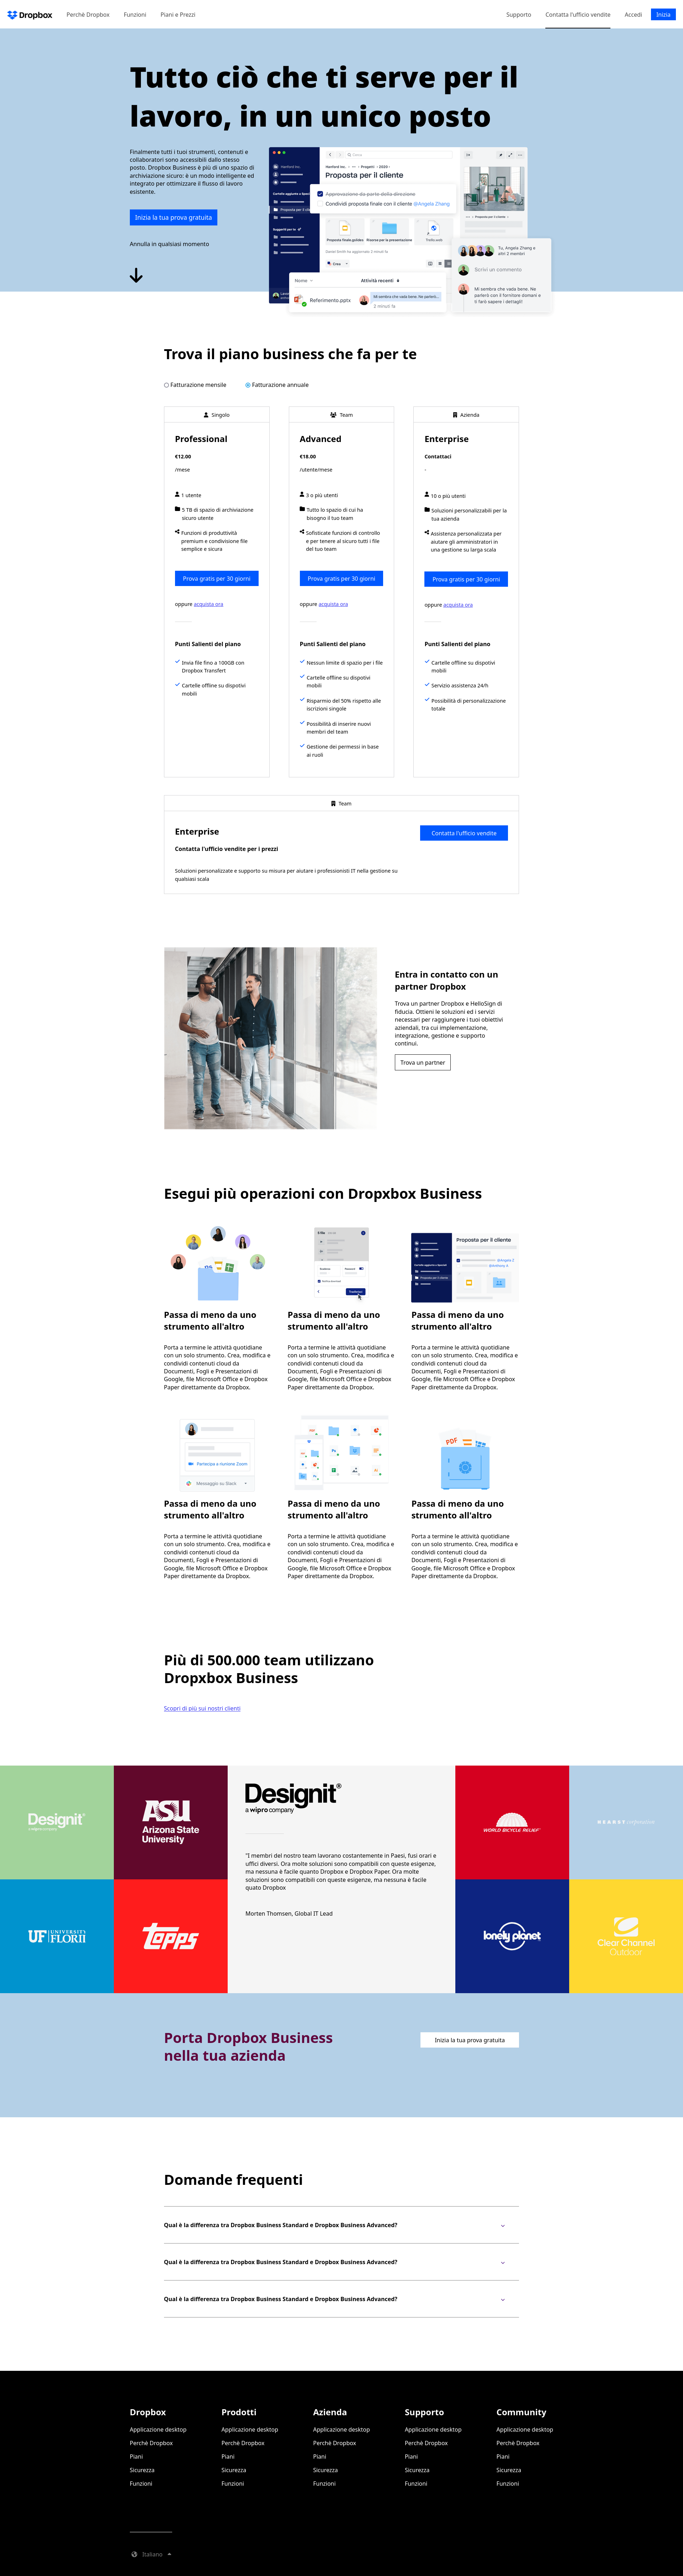 Dropbox
Perchè Dropbox
Funzioni
Piani e Prezzi
Supporto
Contatta l'ufficio vendite
Accedi
Inizia
Tutto ciò che ti serve per il
lavoro, in un unico posto
Finalmente tutti i tuoi strumenti, contenuti e
collaboratori sono accessibili dallo stesso
posto. Dropbox Business è più di uno spazio di
archiviazione sicuro: è un modo intelligente ed
integrato per ottimizzare il flusso di lavoro
esistente.
Inizia la tua prova gratuita
Annulla in qualsiasi momento
Hanford Inc.
Proposta per il cliente
Approvazione da parte della direzione
Condividi proposta finale con il cliente @Angela Zhang
Proposta finale.gslides
Risorse per la presentazione
Titolo.web
Crea
Nome
Attività recenti
Referimento.pptx
Mi sembra che vada bene. Ne parlerò...
2 minuti fa
Proposta per il cliente
Tu, Angela Zhang e
altri 2 membri
Scrivi un commento
Mi sembra che vada bene. Ne
parlerò con il fornitore domani e
ti farò sapere i dettagli!
Trova il piano business che fa per te
Fatturazione mensile
Fatturazione annuale
Singolo
Professional
€12.00
/mese
1 utente
5 TB di spazio di archiviazione
sicuro utente
Funzioni di produttività
premium e condivisione file
semplice e sicura
Prova gratis per 30 giorni
oppure acquista ora
Punti Salienti del piano
Invia file fino a 100GB con
Dropbox Transfert
Cartelle offline su dispotivi
mobili
Team
Advanced
€18.00
/utente/mese
3 o più utenti
Tutto lo spazio di cui ha
bisogno il tuo team
Sofisticate funzioni di controllo
e per tenere al sicuro tutti i file
del tuo team
Prova gratis per 30 giorni
oppure acquista ora
Punti Salienti del piano
Nessun limite di spazio per i file
Cartelle offline su dispotivi
mobili
Risparmio del 50% rispetto alle
iscrizioni singole
Possibilità di inserire nuovi
membri del team
Gestione dei permessi in base
ai ruoli
Azienda
Enterprise
Contattaci
-
10 o più utenti
Soluzioni personalizzabili per la
tua azienda
Assistenza personalizzata per
aiutare gli amministratori in
una gestione su larga scala
Prova gratis per 30 giorni
oppure acquista ora
Punti Salienti del piano
Cartelle offline su dispotivi
mobili
Servizio assistenza 24/h
Possibilità di personalizzazione
totale
Team
Enterprise
Contatta l'ufficio vendite per i prezzi
Soluzioni personalizzate e supporto su misura per aiutare i professionisti IT nella gestione su
qualsiasi scala
Contatta l'ufficio vendite
Entra in contatto con un
partner Dropbox
Trova un partner Dropbox e HelloSign di
fiducia. Ottieni le soluzioni ed i servizi
necessari per raggiungere i tuoi obiettivi
aziendali, tra cui implementazione,
integrazione, gestione e supporto
continui.
Trova un partner
Esegui più operazioni con Dropxbox Business
Passa di meno da uno
strumento all'altro
Porta a termine le attività quotidiane
con un solo strumento. Crea, modifica e
condividi contenuti cloud da
Documenti, Fogli e Presentazioni di
Google, file Microsoft Office e Dropbox
Paper direttamente da Dropbox.
Passa di meno da uno
strumento all'altro
Porta a termine le attività quotidiane
con un solo strumento. Crea, modifica e
condividi contenuti cloud da
Documenti, Fogli e Presentazioni di
Google, file Microsoft Office e Dropbox
Paper direttamente da Dropbox.
Proposta per il cliente
Passa di meno da uno
strumento all'altro
Porta a termine le attività quotidiane
con un solo strumento. Crea, modifica e
condividi contenuti cloud da
Documenti, Fogli e Presentazioni di
Google, file Microsoft Office e Dropbox
Paper direttamente da Dropbox.
Partecipa a riunione Zoom
Messaggio su Slack
Passa di meno da uno
strumento all'altro
Porta a termine le attività quotidiane
con un solo strumento. Crea, modifica e
condividi contenuti cloud da
Documenti, Fogli e Presentazioni di
Google, file Microsoft Office e Dropbox
Paper direttamente da Dropbox.
Passa di meno da uno
strumento all'altro
Porta a termine le attività quotidiane
con un solo strumento. Crea, modifica e
condividi contenuti cloud da
Documenti, Fogli e Presentazioni di
Google, file Microsoft Office e Dropbox
Paper direttamente da Dropbox.
PDF
Passa di meno da uno
strumento all'altro
Porta a termine le attività quotidiane
con un solo strumento. Crea, modifica e
condividi contenuti cloud da
Documenti, Fogli e Presentazioni di
Google, file Microsoft Office e Dropbox
Paper direttamente da Dropbox.
Più di 500.000 team utilizzano
Dropxbox Business
Scopri di più sui nostri clienti
Designit
ASU
Arizona State
University
Designit®
a wipro company
"I membri del nostro team lavorano costantemente in Paesi, fusi orari e
uffici diversi. Ora molte soluzioni sono compatibili con queste esigenze,
ma nessuna è facile quanto Dropbox e Dropbox Paper. Ora molte
soluzioni sono compatibili con queste esigenze, ma nessuna è facile
quato Dropbox
Morten Thomsen, Global IT Lead
WORLD BICYCLE RELIEF
HEARST
UF UNIVERSITY
FLORII
Topps
lonely planet
Clear Channel
Outdoor
Porta Dropbox Business
nella tua azienda
Inizia la tua prova gratuita
Domande frequenti
Qual è la differenza tra Dropbox Business Standard e Dropbox Business Advanced?
Qual è la differenza tra Dropbox Business Standard e Dropbox Business Advanced?
Qual è la differenza tra Dropbox Business Standard e Dropbox Business Advanced?
Dropbox
Applicazione desktop
Perchè Dropbox
Piani
Sicurezza
Funzioni
Prodotti
Applicazione desktop
Perchè Dropbox
Piani
Sicurezza
Funzioni
Azienda
Applicazione desktop
Perchè Dropbox
Piani
Sicurezza
Funzioni
Supporto
Applicazione desktop
Perchè Dropbox
Piani
Sicurezza
Funzioni
Community
Applicazione desktop
Perchè Dropbox
Piani
Sicurezza
Funzioni
Italiano